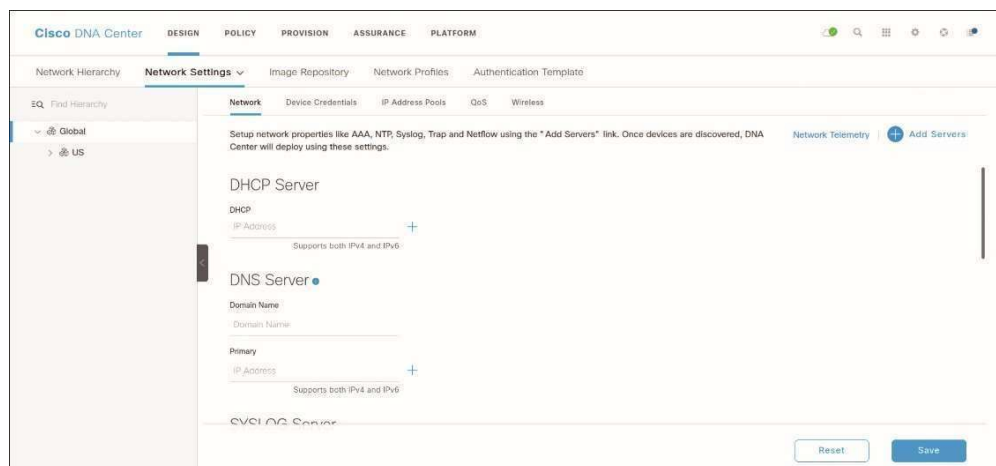 Cisco DNA Center DESIGN POLICY PROVISION ASSURANCE PLATFORM
Network Hierarchy Network Settings Image Repository Network Profiles Authentication Template
EQ Find Hierarchy
Global
US
Network Device Credentials IP Address Pools QoS Wireless
Setup network properties like AAA, NTP, Syslog, Trap and Netflow using the "Add Servers" link. Once devices are discovered, DNA
Center will deploy using these settings.
Network Telemetry Add Servers
DHCP Server
DHCP
IP Address
Supports both IPv4 and IPv6
DNS Server
Domain Name
Domain Name
Primary
IP Address
Supports both IPv4 and IPv6
SYSLOG Server
Reset Save